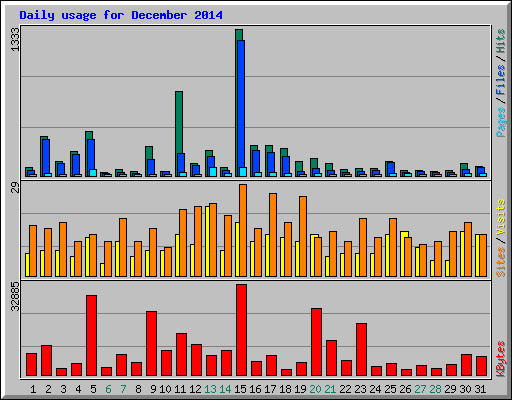 Daily usage for December 2014
1333
Pages / Files / Hits
29
Sites / Visits
32885
KBytes
1 2 3 4 5 6 7 8 9 10 11 12 13 14 15 16 17 18 19 20 21 22 23 24 25 26 27 28 29 30 31